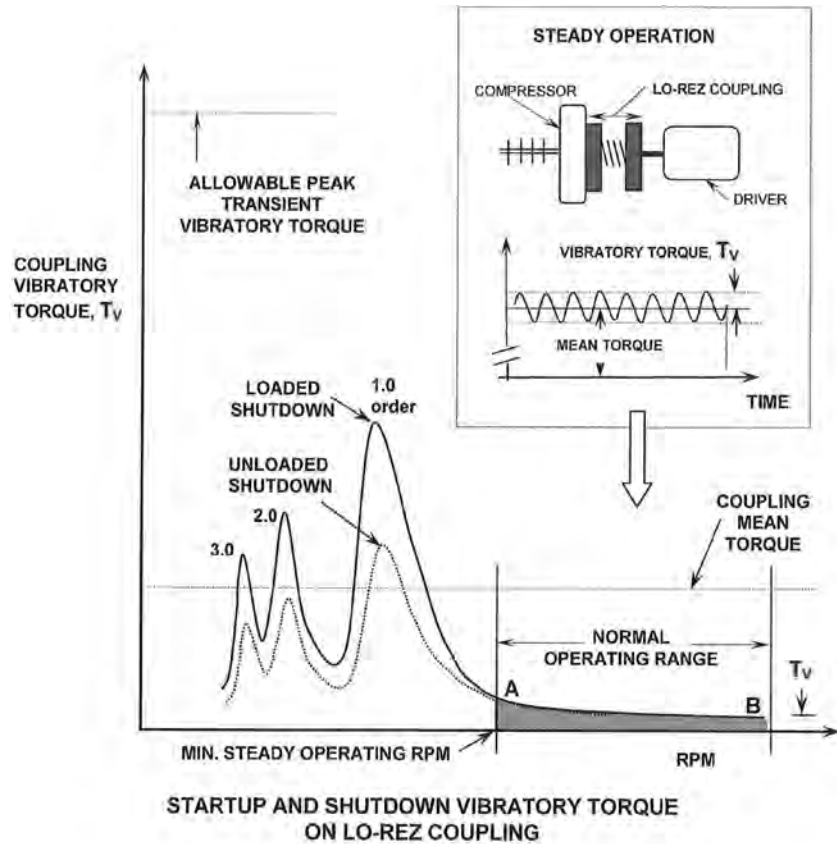 STEADY OPERATION
COMPRESSOR
LO-REZ COUPLING
DRIVER
VIBRATORY TORQUE, TV
MEAN TORQUE
TIME
ALLOWABLE PEAK
TRANSIENT
VIBRATORY TORQUE
COUPLING
VIBRATORY
TORQUE, TV
LOADED
SHUTDOWN
1.0
order
UNLOADED
SHUTDOWN
2.0
3.0
COUPLING
MEAN
TORQUE
NORMAL
OPERATING RANGE
TV
A
B
MIN. STEADY OPERATING RPM
RPM
STARTUP AND SHUTDOWN VIBRATORY TORQUE
ON LO-REZ COUPLING